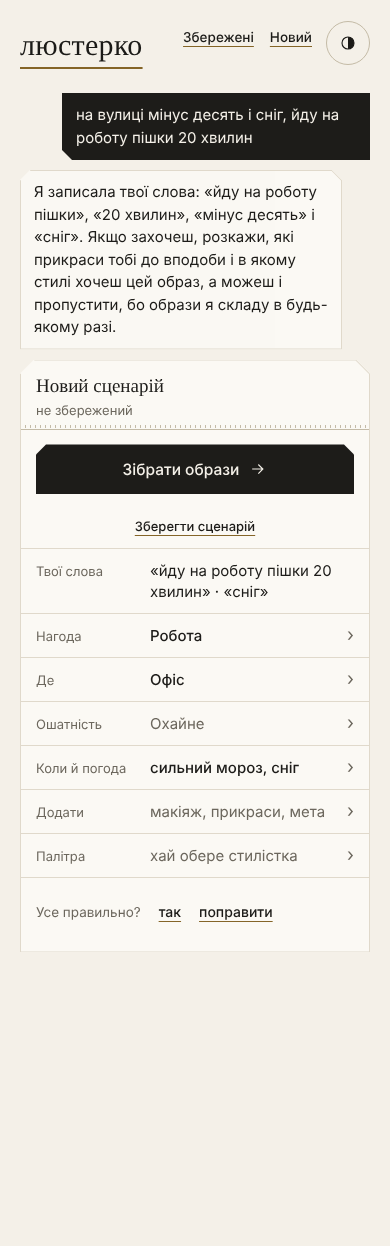 люстерко
Збережені Новий
на вулиці мінус десять і сніг, йду на
роботу пішки 20 хвилин
Я записала твої слова: «йду на роботу
пішки», «20 хвилин», «мінус десять» і
«сніг». Якщо захочеш, розкажи, які
прикраси тобі до вподоби і в якому
стилі хочеш цей образ, а можеш і
пропустити, бо образи я складу в будь-
якому разі.
Новий сценарій
не збережений
Зібрати образи →
Зберегти сценарій
Твої слова «йду на роботу пішки 20
хвилин» · «сніг»
Нагода Робота
Де Офіс
Ошатність Охайне
Коли й погода сильний мороз, сніг
Додати макіяж, прикраси, мета
Палітра хай обере стилістка
Усе правильно? так поправити